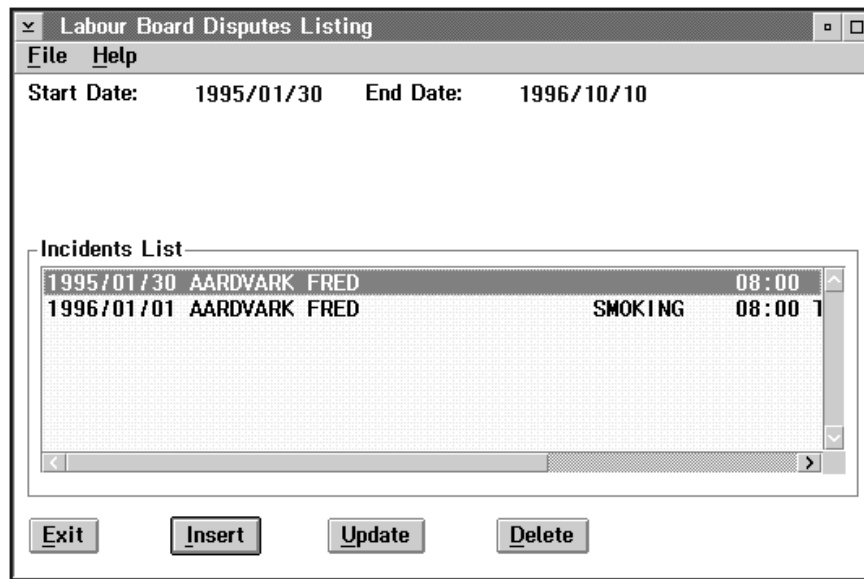 Labour Board Disputes Listing
File Help
Start Date: 1995/01/30 End Date: 1996/10/10
Incidents List
1995/01/30 AARDVARK FRED 08:00
1996/01/01 AARDVARK FRED SMOKING 08:00
Exit Insert Update Delete